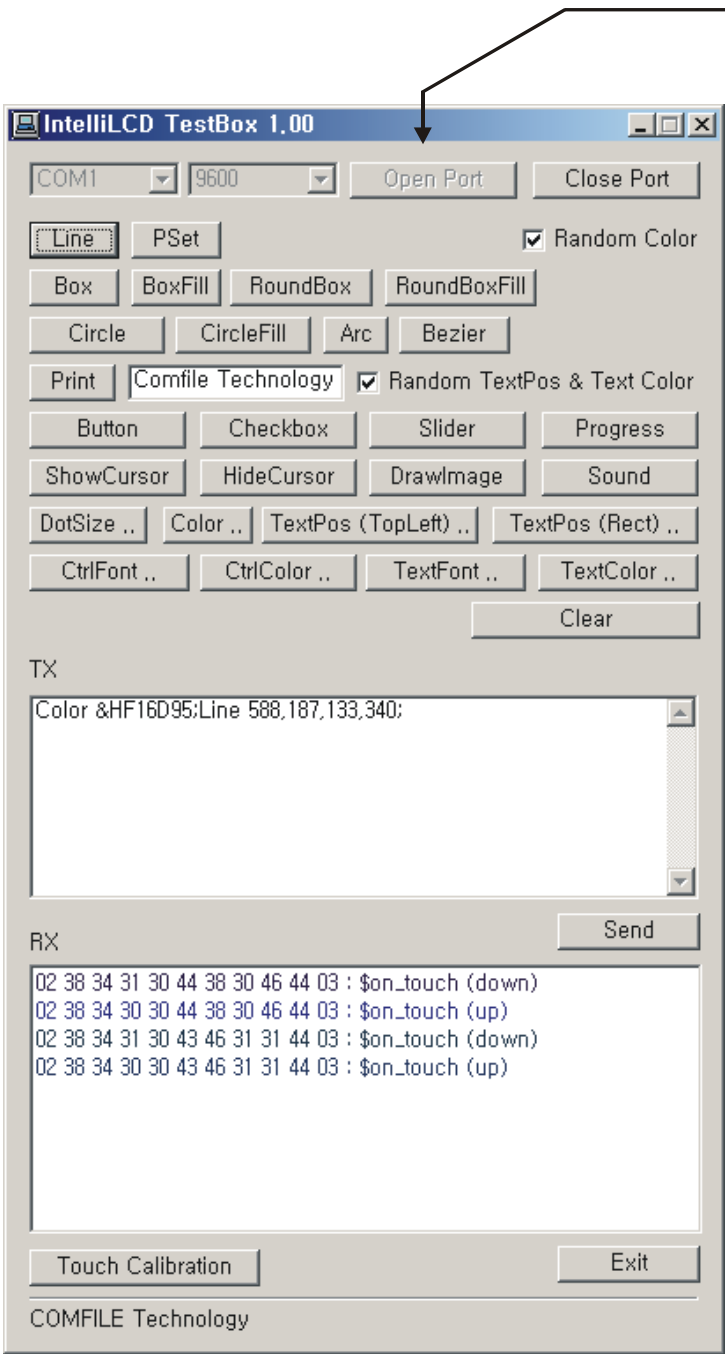 IntelliLCD TestBox 1.00
COM1 9600 Open Port Close Port
Line PSet Random Color
Box BoxFill RoundBox RoundBoxFill
Circle CircleFill Arc Bezier
Print Comfile Technology Random TextPos & Text Color
Button Checkbox Slider Progress
ShowCursor HideCursor DrawImage Sound
DotSize .. Color .. TextPos (TopLeft) .. TextPos (Rect) ..
CtrlFont .. CtrlColor .. TextFont .. TextColor ..
Clear
TX
Color &HF16D95;Line 588,187,133,340;
Send
RX
02 38 34 31 30 44 38 30 46 44 03 : $on_touch (down)
02 38 34 30 30 44 38 30 46 44 03 : $on_touch (up)
02 38 34 31 30 43 46 31 31 44 03 : $on_touch (down)
02 38 34 30 30 43 46 31 31 44 03 : $on_touch (up)
Touch Calibration Exit
COMFILE Technology